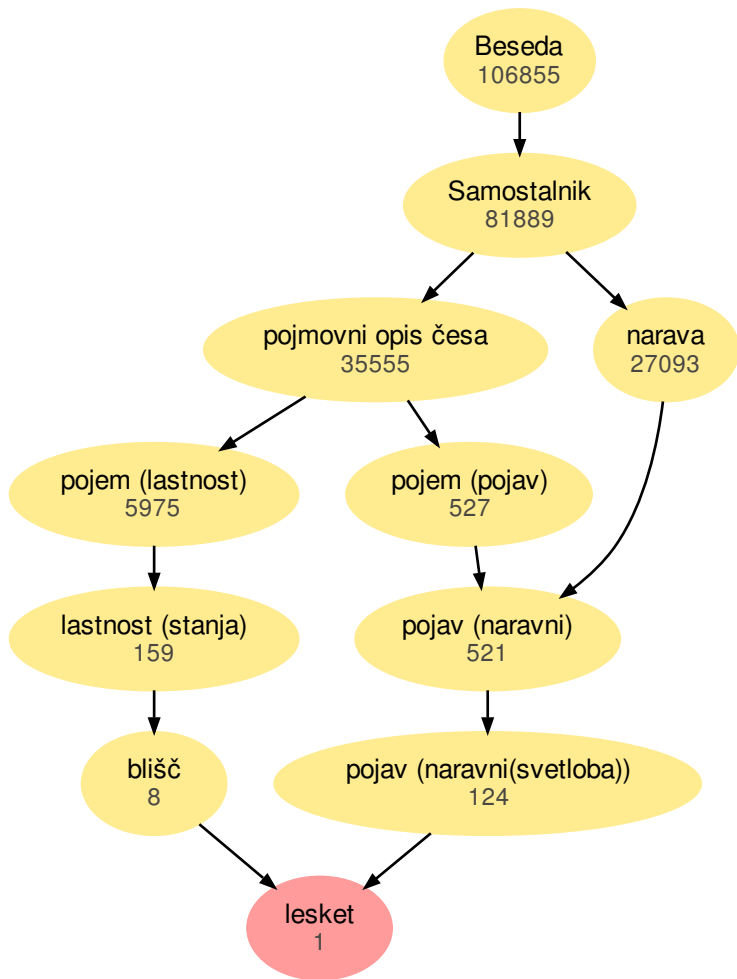 Beseda
106855
Samostalnik
81889
pojmovni opis česa
35555
narava
27093
pojem (lastnost)
5975
pojem (pojav)
527
lastnost (stanja)
159
pojav (naravni)
521
blišč
8
pojav (naravni(svetloba))
124
lesket
1